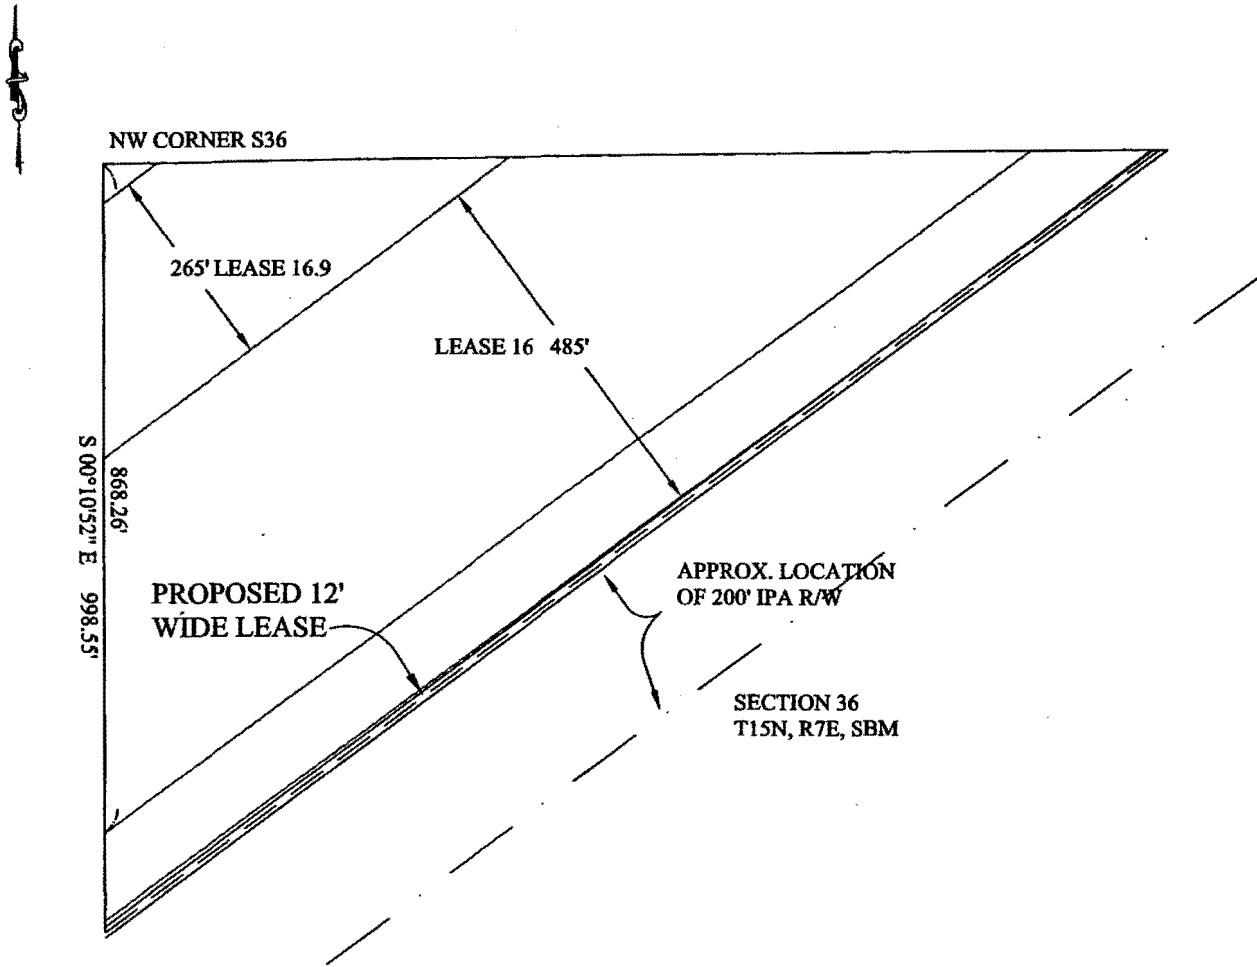 NW CORNER S36
265' LEASE 16.9
LEASE 16 485'
868.26'
S 00°10'52" E 998.55'
PROPOSED 12'
WIDE LEASE
APPROX. LOCATION
OF 200' IPA R/W
SECTION 36
T15N, R7E, SBM